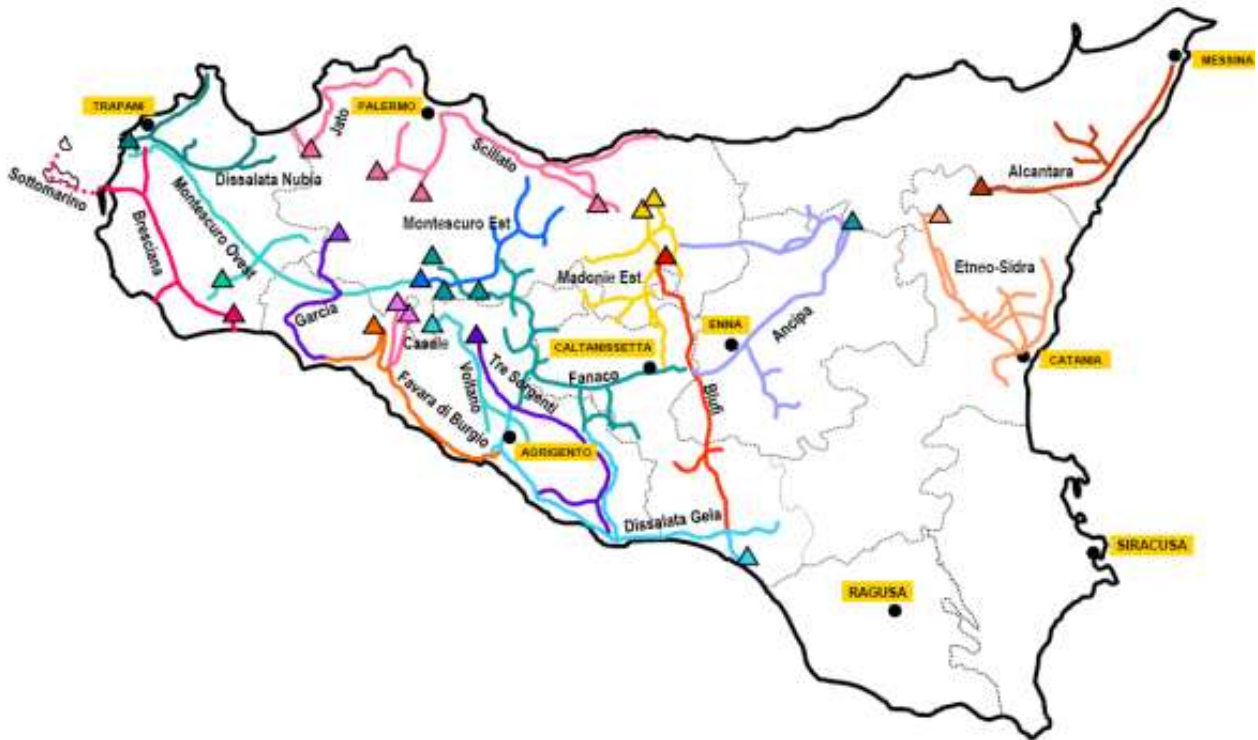 MESSINA
TRAPANI
PALERMO
Jato
Scillato
Alcantara
Sottomarino
Dissalata Nubia
Montescuro Ovest
Montescuro Est
Bresciana
Madonie Est
Etneo-Sidra
Garcia
Casale
ENNA
Ancipa
CALTANISSETTA
CATANIA
Voltano
Tre Sorgenti
Fanaco
Blufi
Favara di Burgio
AGRIGENTO
Dissalata Gela
SIRACUSA
RAGUSA